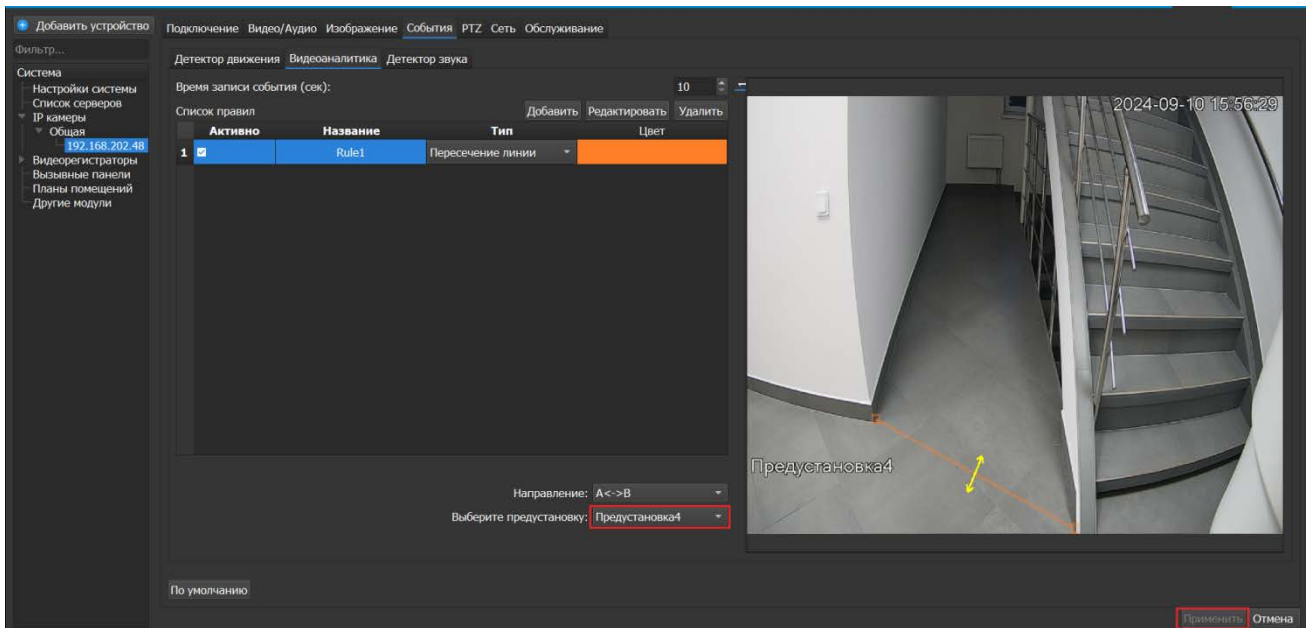 Добавить устройство
Фильтр...
Система
Настройки системы
Список серверов
IP камеры
Общая
192.168.202.48
Видеорегистраторы
Вызывные панели
Планы помещений
Другие модули
Подключение Видео/Аудио Изображение События PTZ Сеть Обслуживание
Детектор движения Видеоаналитика Детектор звука
Время записи события (сек): 10
Список правил Добавить Редактировать Удалить
Активно Название Тип Цвет
1 Rule1 Пересечение линии
Направление: A<->B
Выберите предустановку: Предустановка4
По умолчанию
2024-09-10 15:56:29
Предустановка4
Применить Отмена